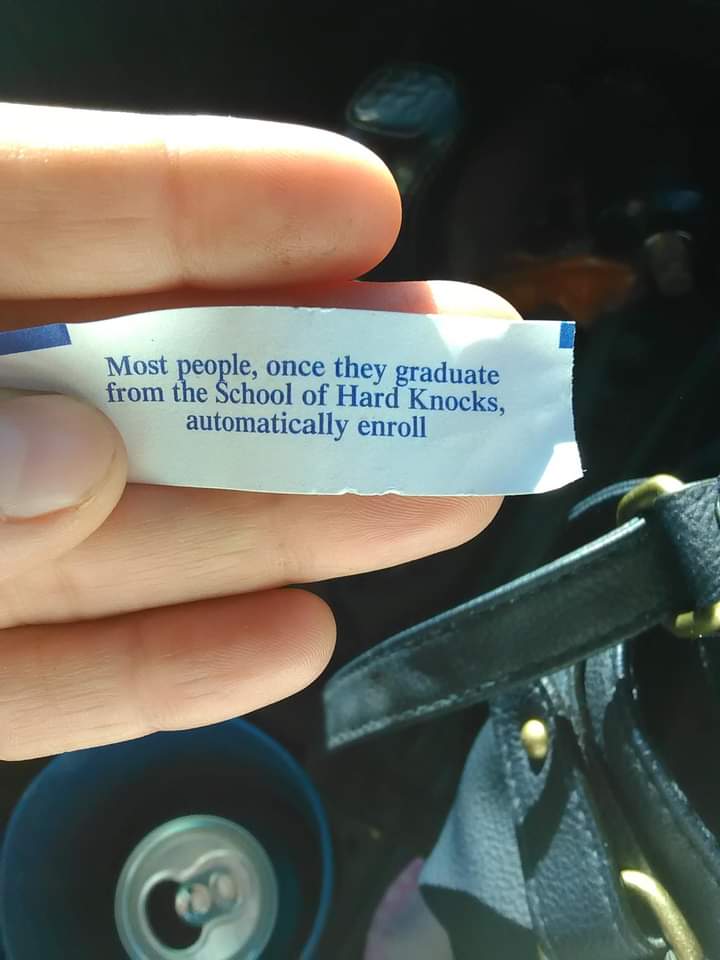 Most people, once they graduate
from the School of Hard Knocks,
automatically enroll